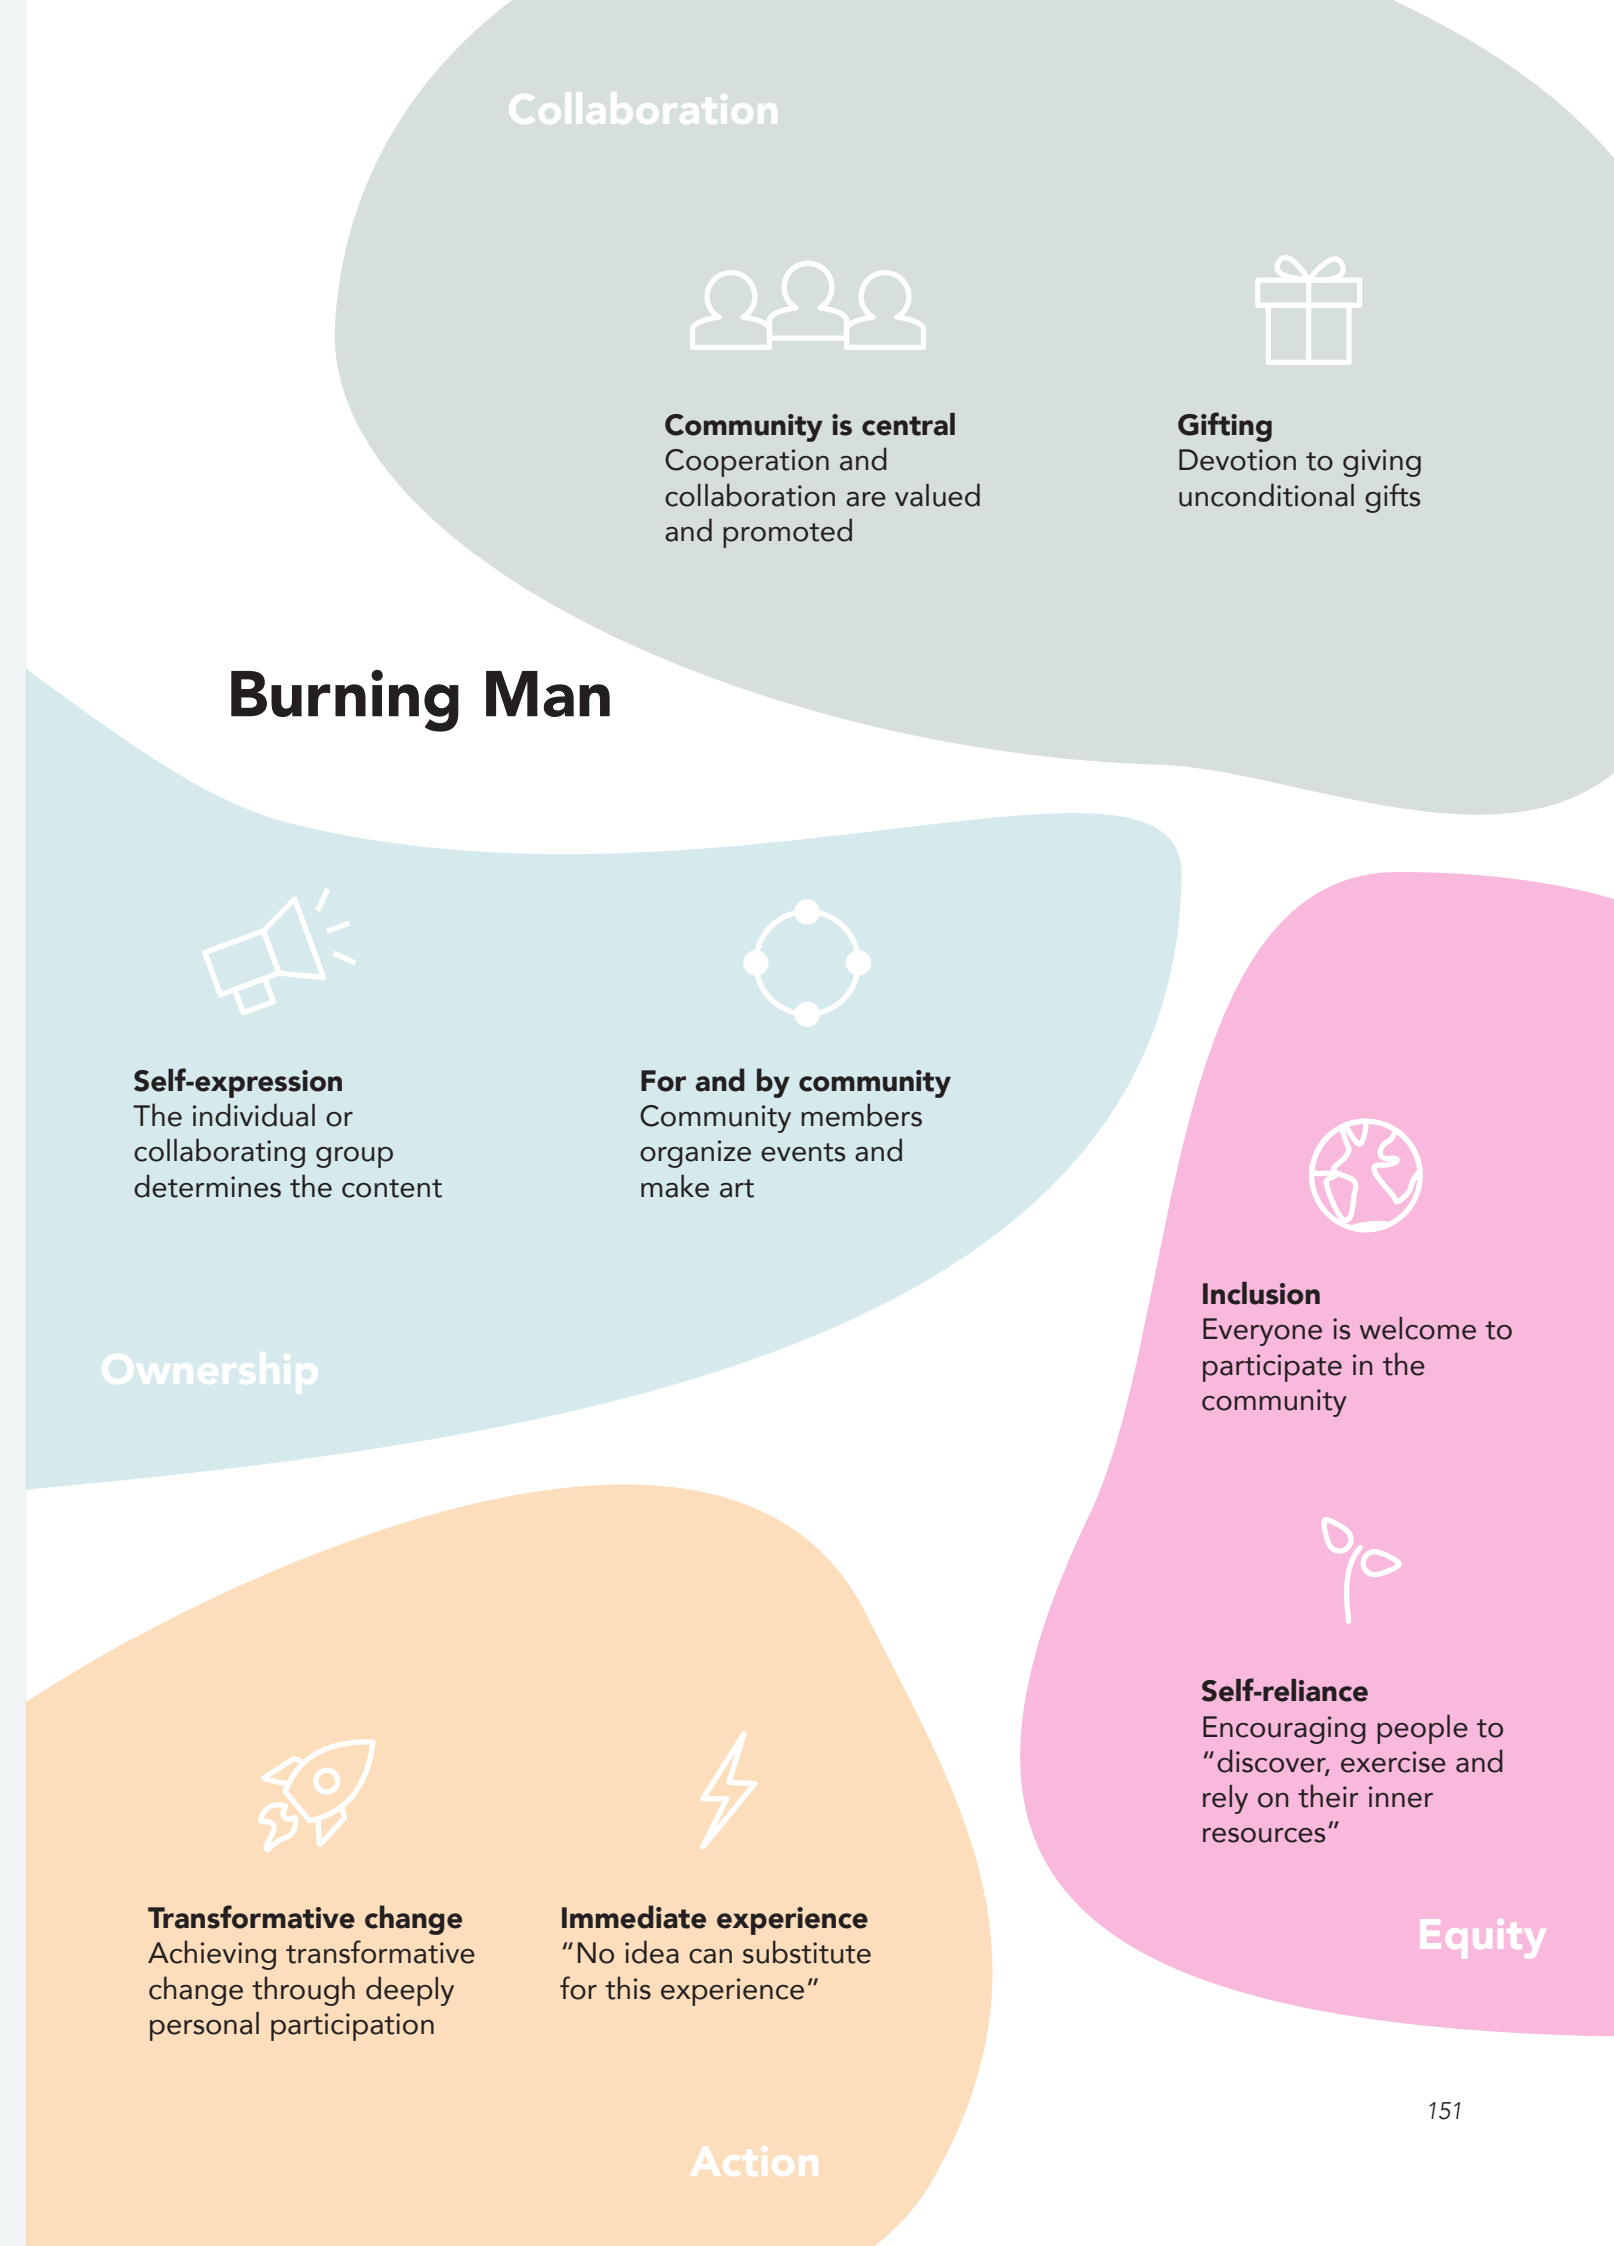 Collaboration
Community is central
Cooperation and
collaboration are valued
and promoted
Gifting
Devotion to giving
unconditional gifts
Burning Man
Self-expression
The individual or
collaborating group
determines the content
For and by community
Community members
organize events and
make art
Ownership
Inclusion
Everyone is welcome to
participate in the
community
Self-reliance
Encouraging people to
“discover, exercise and
rely on their inner
resources”
Equity
Transformative change
Achieving transformative
change through deeply
personal participation
Immediate experience
“No idea can substitute
for this experience”
Action
151